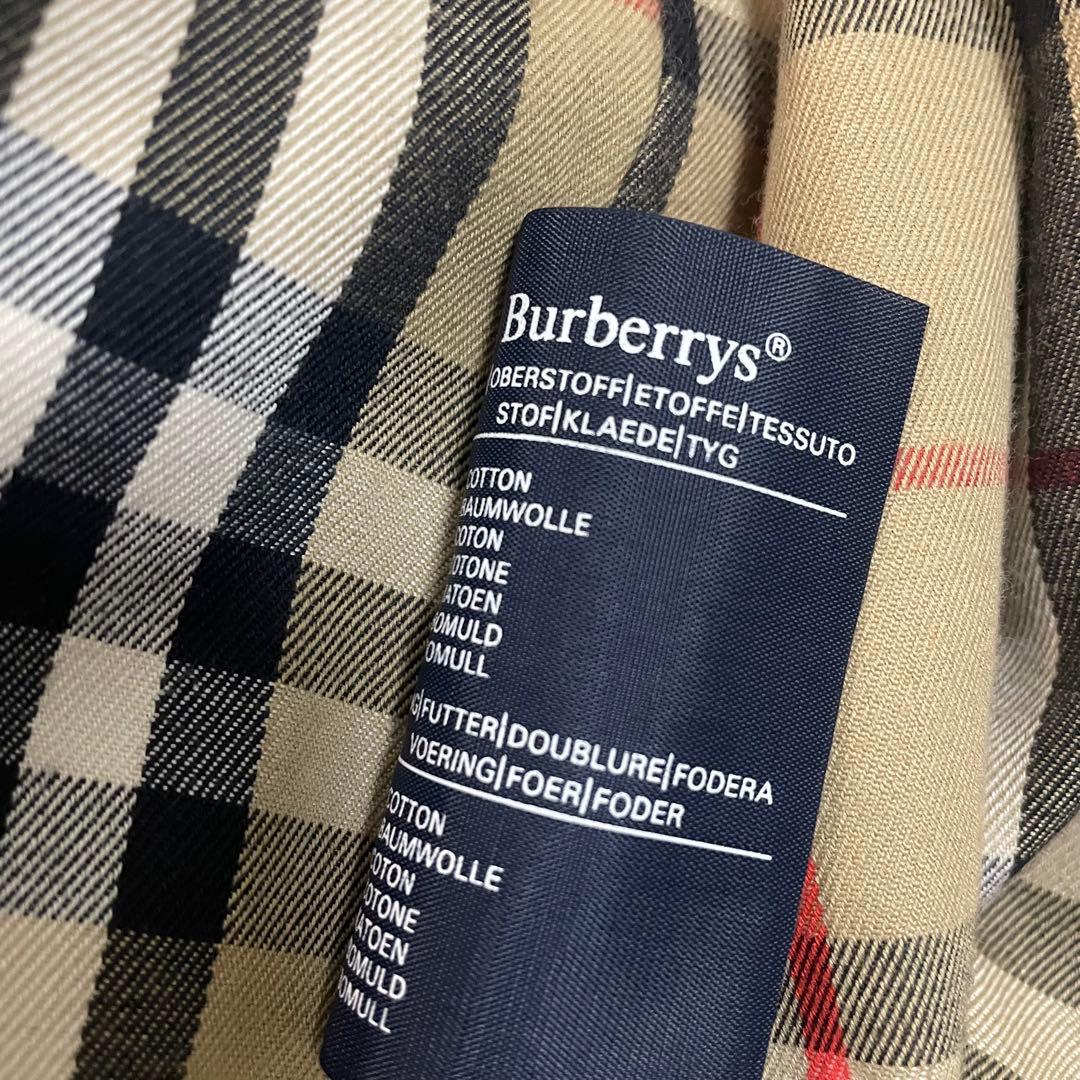 Burberrys®
OBERSTOFF|ETOFFE|TESSUTO
STOF|KLAEDE|TYG
COTTON
BAUMWOLLE
COTON
COTONE
KATOEN
BOMULD
BOMULL
FUTTER|DOUBLURE|FODERA
VOERING|FOER|FODER
COTTON
BAUMWOLLE
COTON
COTONE
KATOEN
BOMULD
BOMULL